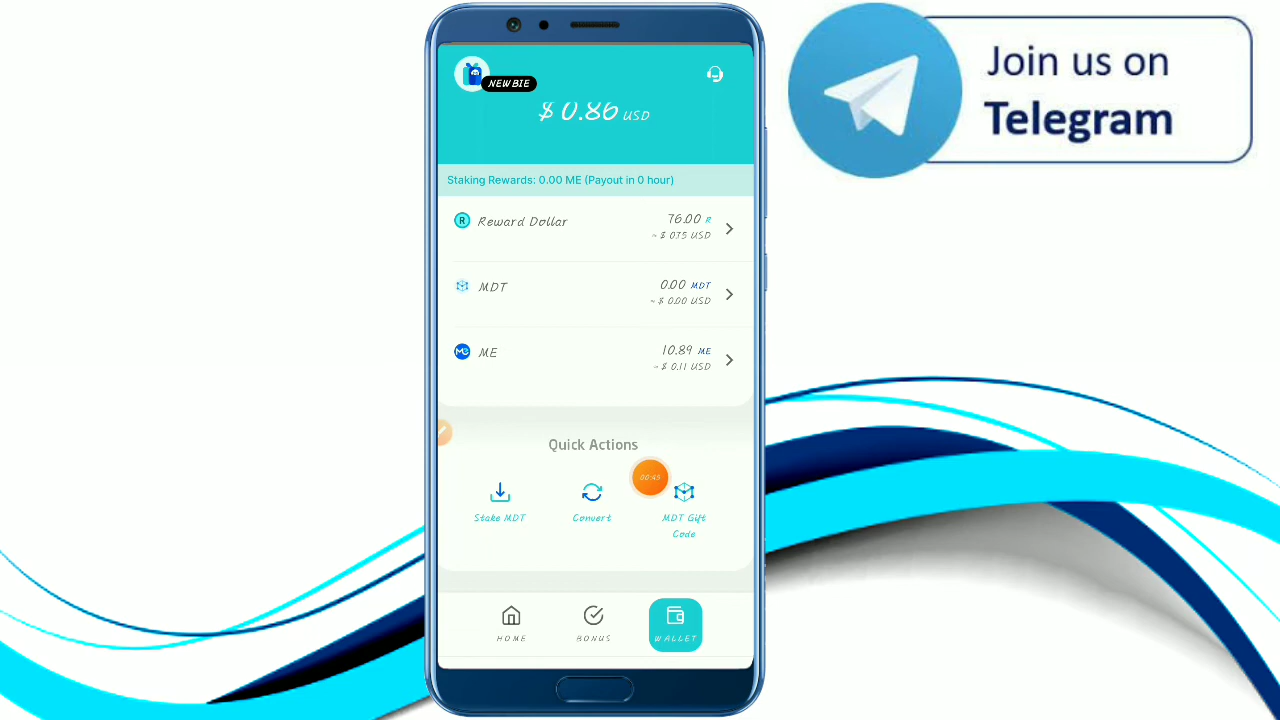 NEWBIE
$ 0.86 USD
Staking Rewards: 0.00 ME (Payout in 0 hour)
Reward Dollar
76.00 R
~ $ 0.75 USD
MDT
0.00 MDT
~ $ 0.00 USD
ME
10.89 ME
~ $ 0.11 USD
Quick Actions
00:45
Stake MDT
Convert
MDT Gift
Code
HOME
BONUS
WALLET
Join us on
Telegram